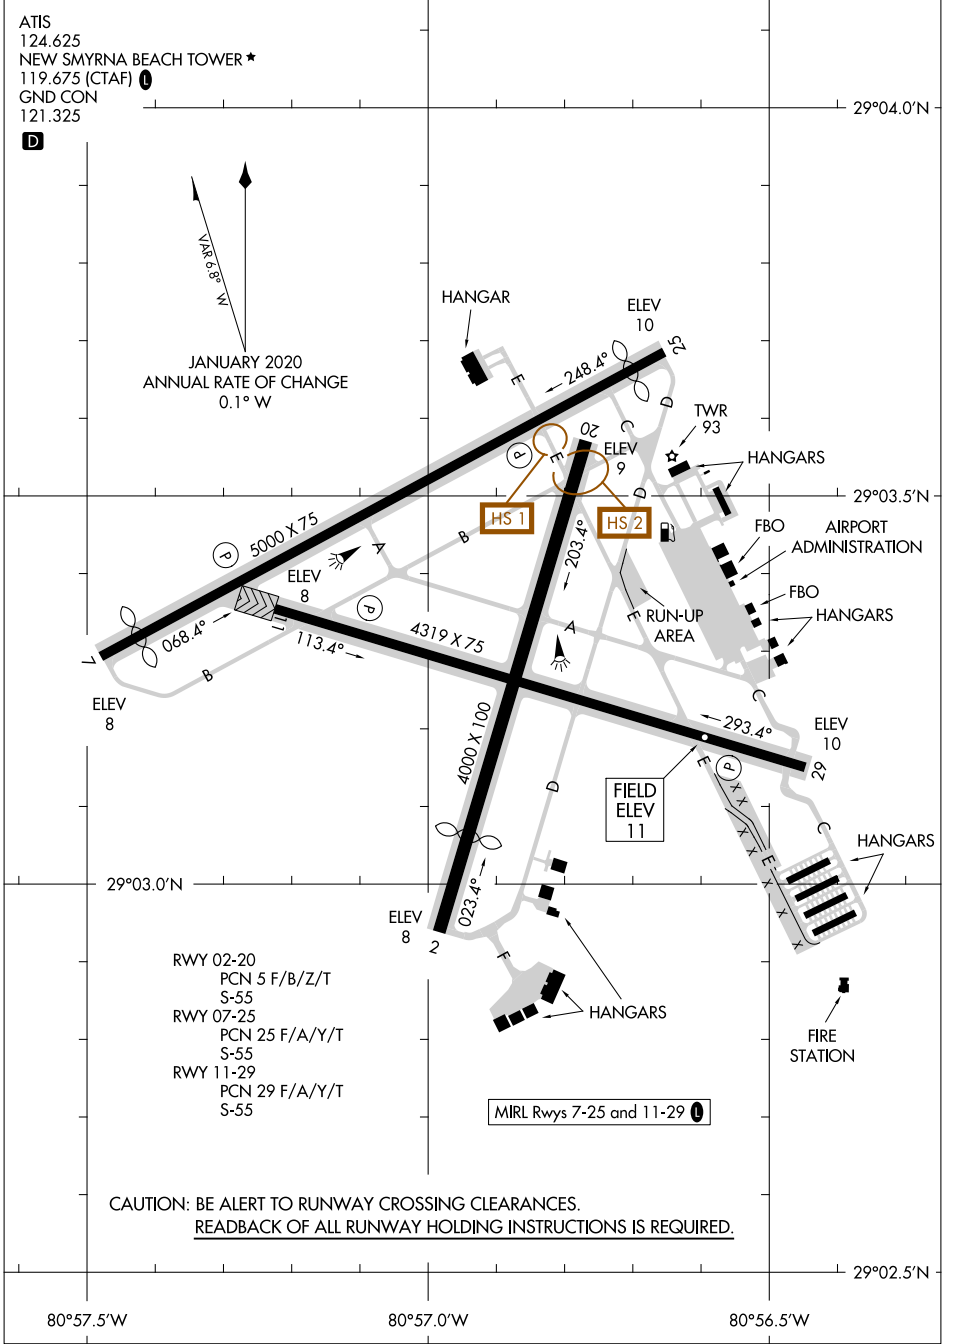 ATIS
124.625
NEW SMYRNA BEACH TOWER ★
119.675 (CTAF) L
GND CON
121.325
D
29°04.0'N
VAR 6.8° W
JANUARY 2020
ANNUAL RATE OF CHANGE
0.1° W
HANGAR
ELEV
10
25
248.4°
E
D
C
TWR
93
20
ELEV
9
P
E
HANGARS
D
29°03.5'N
HS 1
HS 2
5000 X 75
203.4°
FBO
AIRPORT
ADMINISTRATION
B
A
P
ELEV
8
P
FBO
HANGARS
RUN-UP
AREA
E
A
11
068.4°
113.4°
4319 X 75
7
B
ELEV
8
C
293.4°
ELEV
10
29
4000 X 100
E
P
D
FIELD
ELEV
11
X
X
X
X
X
X
E
X
X
X
X
C
HANGARS
29°03.0'N
023.4°
ELEV
8
2
F
HANGARS
RWY 02-20
PCN 5 F/B/Z/T
S-55
RWY 07-25
PCN 25 F/A/Y/T
S-55
RWY 11-29
PCN 29 F/A/Y/T
S-55
FIRE
STATION
MIRL Rwys 7-25 and 11-29 L
CAUTION: BE ALERT TO RUNWAY CROSSING CLEARANCES.
READBACK OF ALL RUNWAY HOLDING INSTRUCTIONS IS REQUIRED.
29°02.5'N
80°57.5'W
80°57.0'W
80°56.5'W